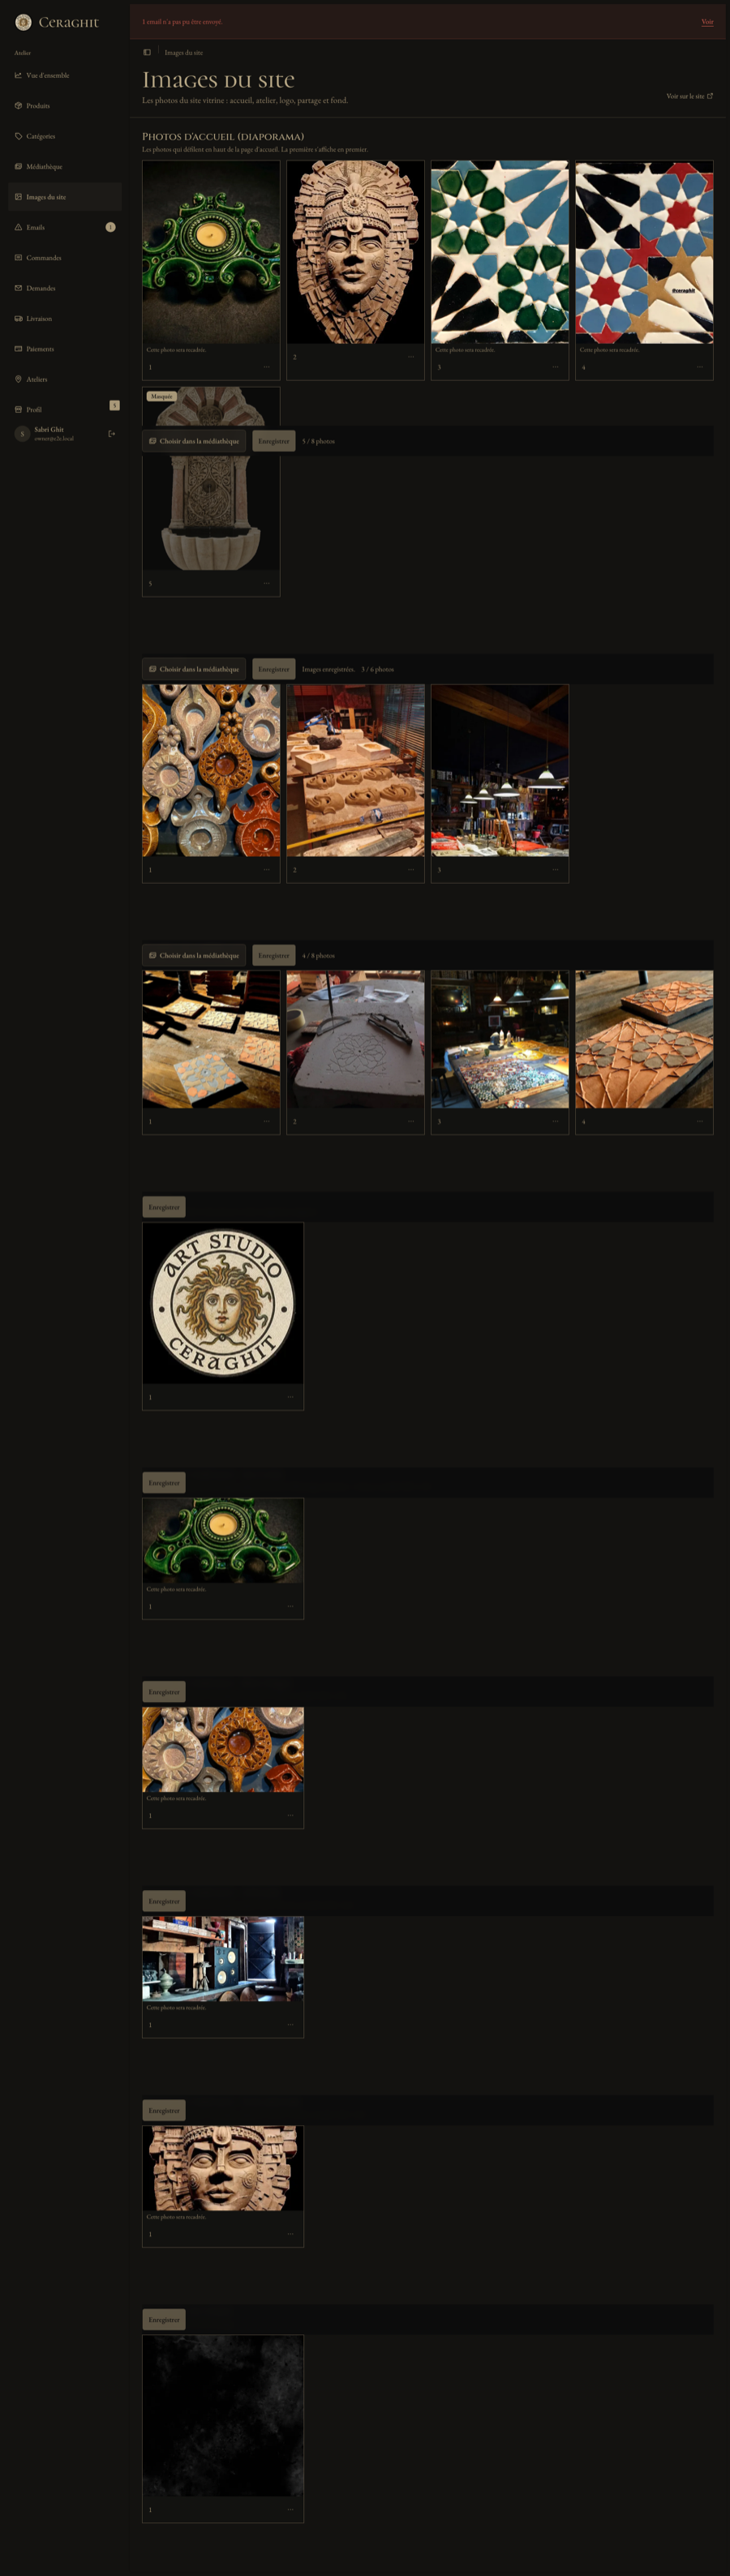 Ceraghit
Atelier
Vue d'ensemble
Produits
Catégories
Médiathèque
Images du site
Emails
1
Commandes
Demandes
Livraison
Paiements
Ateliers
Profil
S
S
Sabri Ghit
1 email n'a pas pu être envoyé
Voir
Images du site
Images du site
Les photos du site vitrine : accueil, atelier, logo, partage et fond.
Voir sur le site
Photos d'accueil (diaporama)
Les photos qui défilent en haut de la page d'accueil. La première s'affiche en premier.
Cette photo sera recadrée.
1
2
Cette photo sera recadrée.
3
@ceraghit
Cette photo sera recadrée.
4
Masquée
Choisir dans la médiathèque
Enregistrer
5 / 8 photos
5
Choisir dans la médiathèque
Enregistrer
Images enregistrées.
3 / 6 photos
1
2
3
Choisir dans la médiathèque
Enregistrer
4 / 8 photos
1
2
3
4
Enregistrer
ART STUDIO
CERAGHIT
1
Enregistrer
Cette photo sera recadrée.
1
Enregistrer
Cette photo sera recadrée.
1
Enregistrer
Cette photo sera recadrée.
1
Enregistrer
Cette photo sera recadrée.
1
Enregistrer
1